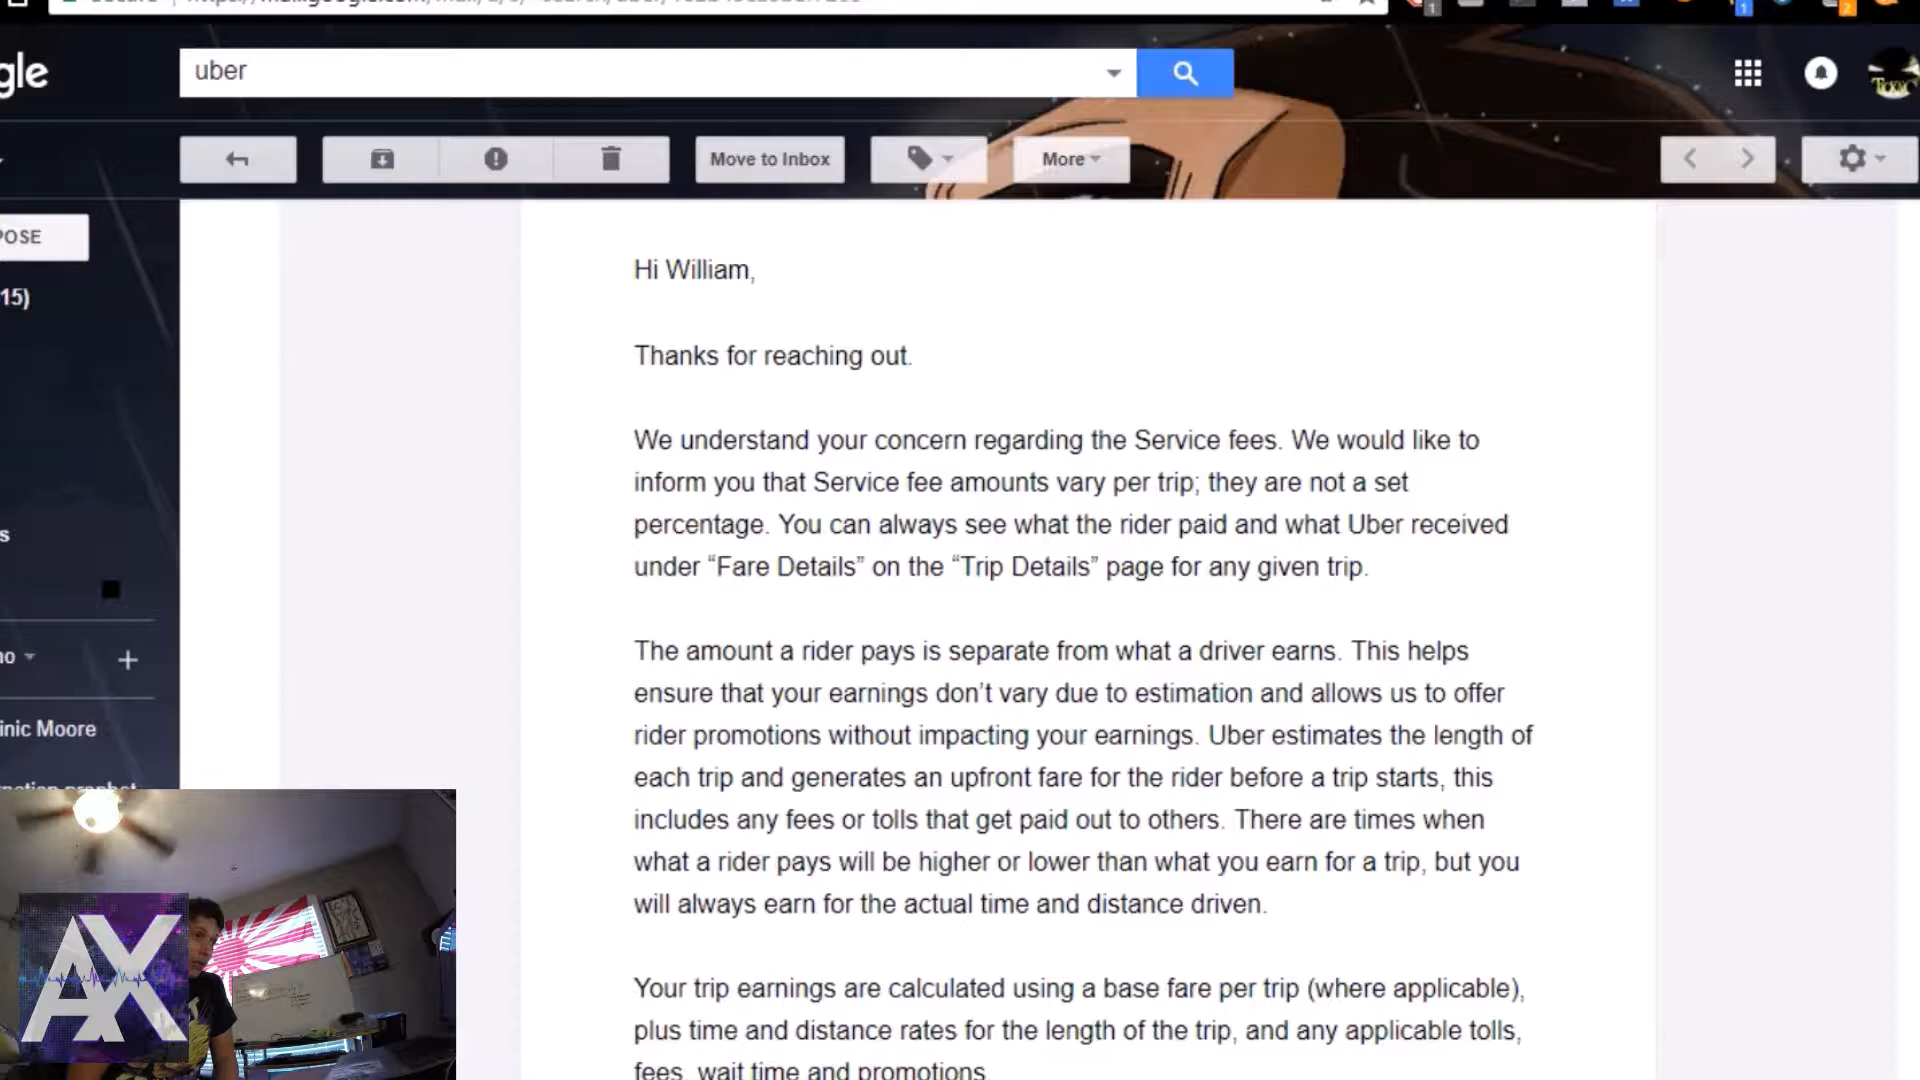 gle
uber
1
1
2
Move to Inbox
More
POSE
15)
s
no
inic Moore
Hi William,
Thanks for reaching out.
We understand your concern regarding the Service fees. We would like to
inform you that Service fee amounts vary per trip; they are not a set
percentage. You can always see what the rider paid and what Uber received
under “Fare Details” on the “Trip Details” page for any given trip.
The amount a rider pays is separate from what a driver earns. This helps
ensure that your earnings don’t vary due to estimation and allows us to offer
rider promotions without impacting your earnings. Uber estimates the length of
each trip and generates an upfront fare for the rider before a trip starts, this
includes any fees or tolls that get paid out to others. There are times when
what a rider pays will be higher or lower than what you earn for a trip, but you
will always earn for the actual time and distance driven.
Your trip earnings are calculated using a base fare per trip (where applicable),
plus time and distance rates for the length of the trip, and any applicable tolls,
fees, wait time and promotions
AX